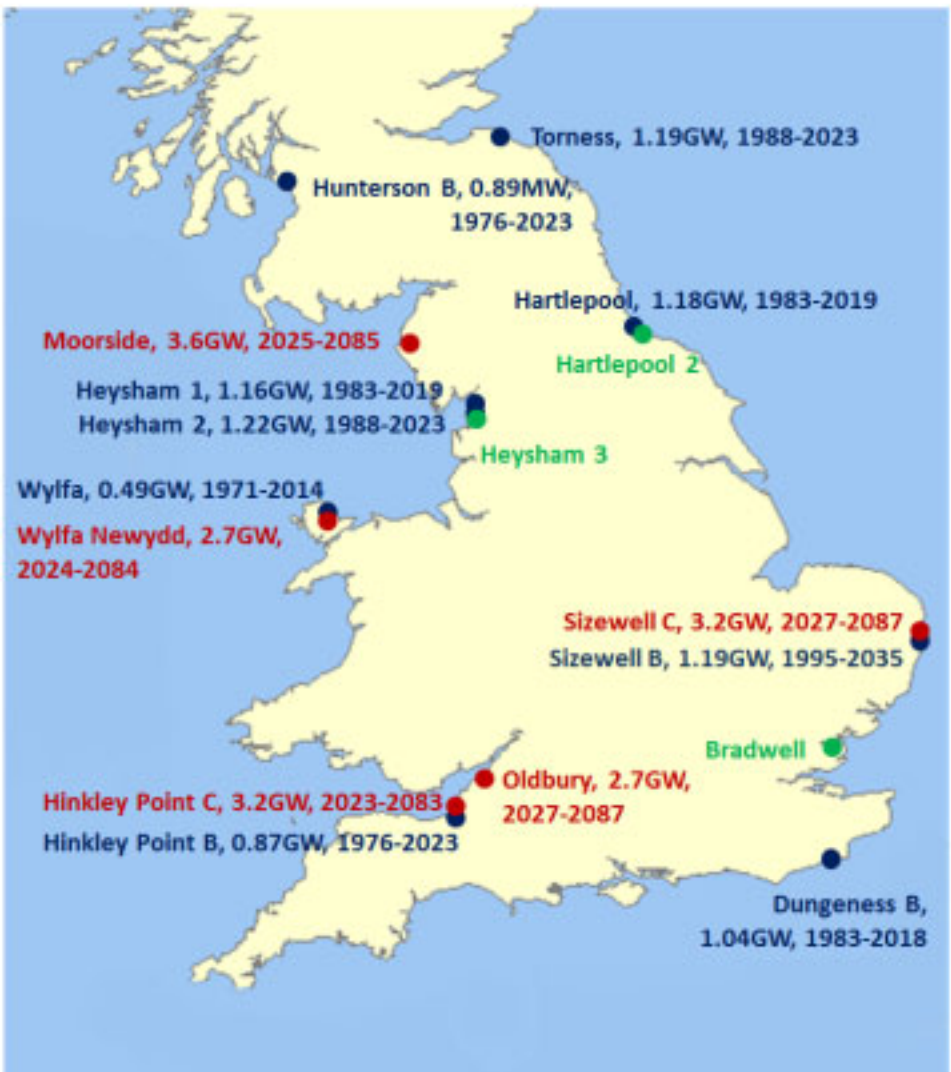 Torness, 1.19GW, 1988-2023
Hunterson B, 0.89MW,
1976-2023
Hartlepool, 1.18GW, 1983-2019
Hartlepool 2
Moorside, 3.6GW, 2025-2085
Heysham 1, 1.16GW, 1983-2019
Heysham 2, 1.22GW, 1988-2023
Heysham 3
Wylfa, 0.49GW, 1971-2014
Wylfa Newydd, 2.7GW,
2024-2084
Sizewell C, 3.2GW, 2027-2087
Sizewell B, 1.19GW, 1995-2035
Bradwell
Oldbury, 2.7GW,
2027-2087
Hinkley Point C, 3.2GW, 2023-2083
Hinkley Point B, 0.87GW, 1976-2023
Dungeness B,
1.04GW, 1983-2018